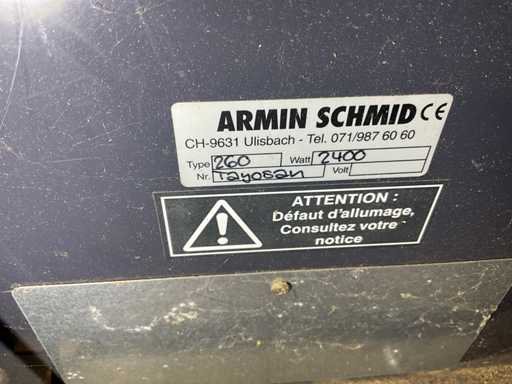 ARMIN SCHMID CE
CH-9631 Ulisbach - Tel. 071/987 60 60
Type 260 Watt 2400
Nr. Tayosan Volt
ATTENTION :
Défaut d'allumage,
Consultez votre
notice